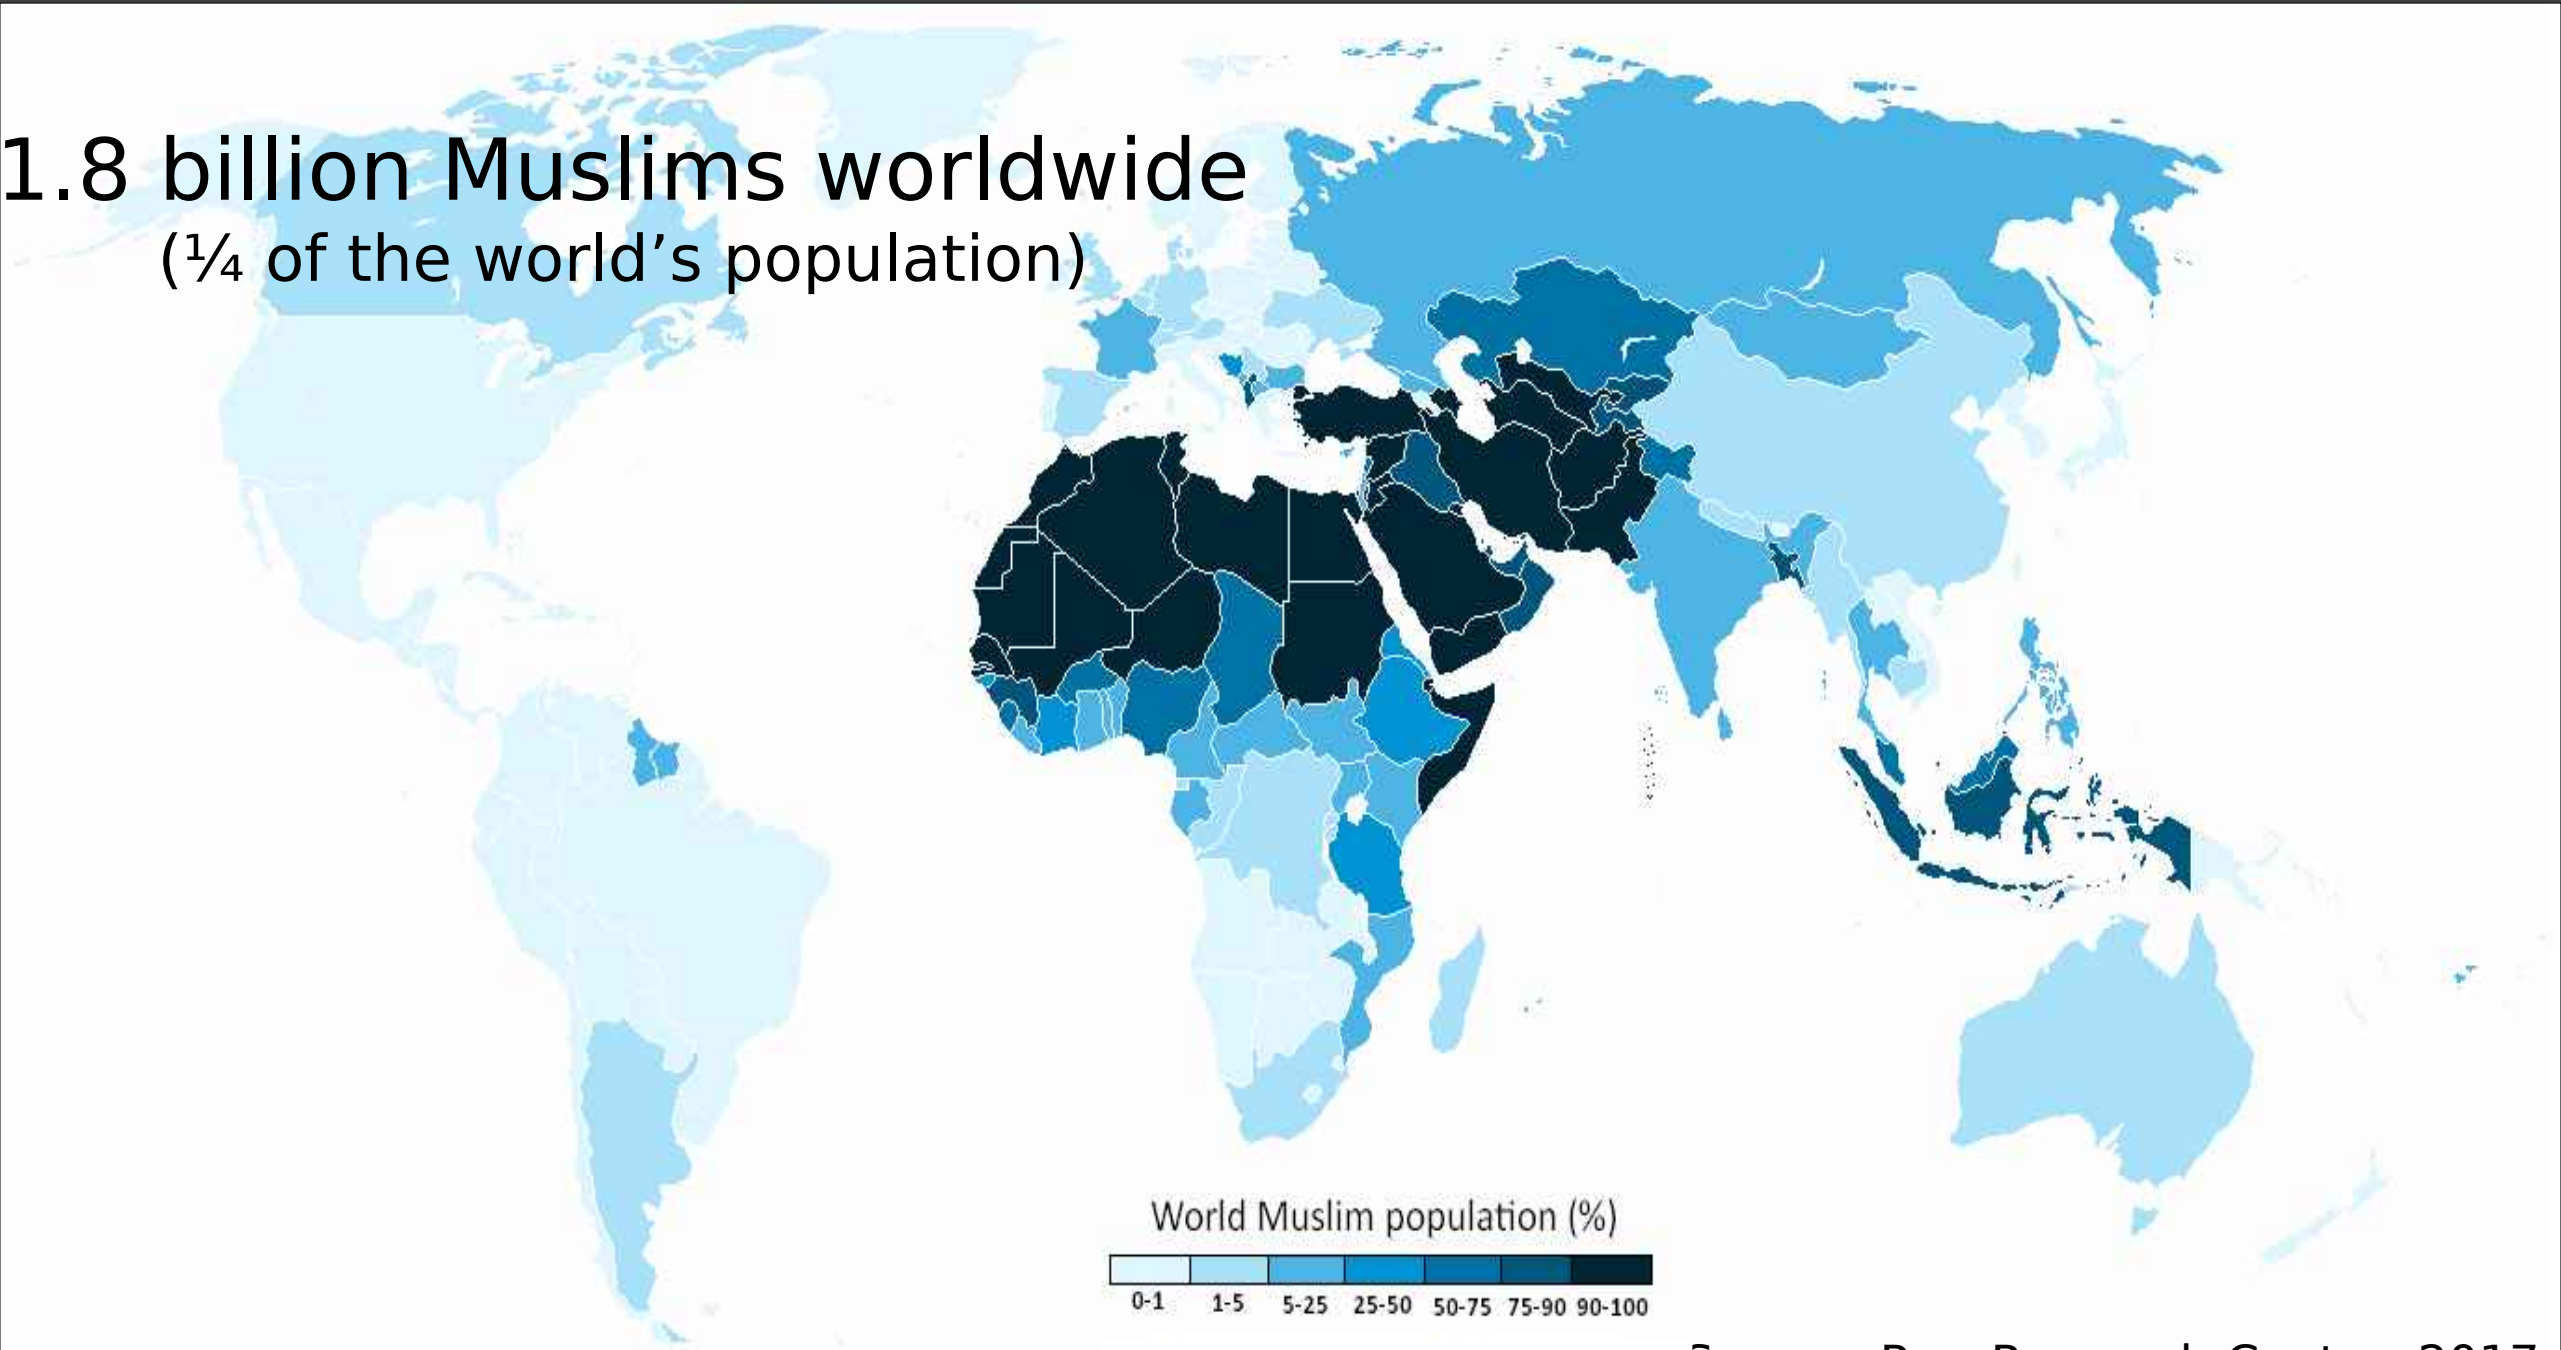 1.8 billion Muslims worldwide
(¼ of the world’s population)
World Muslim population (%)
0-1 1-5 5-25 25-50 50-75 75-90 90-100
2017